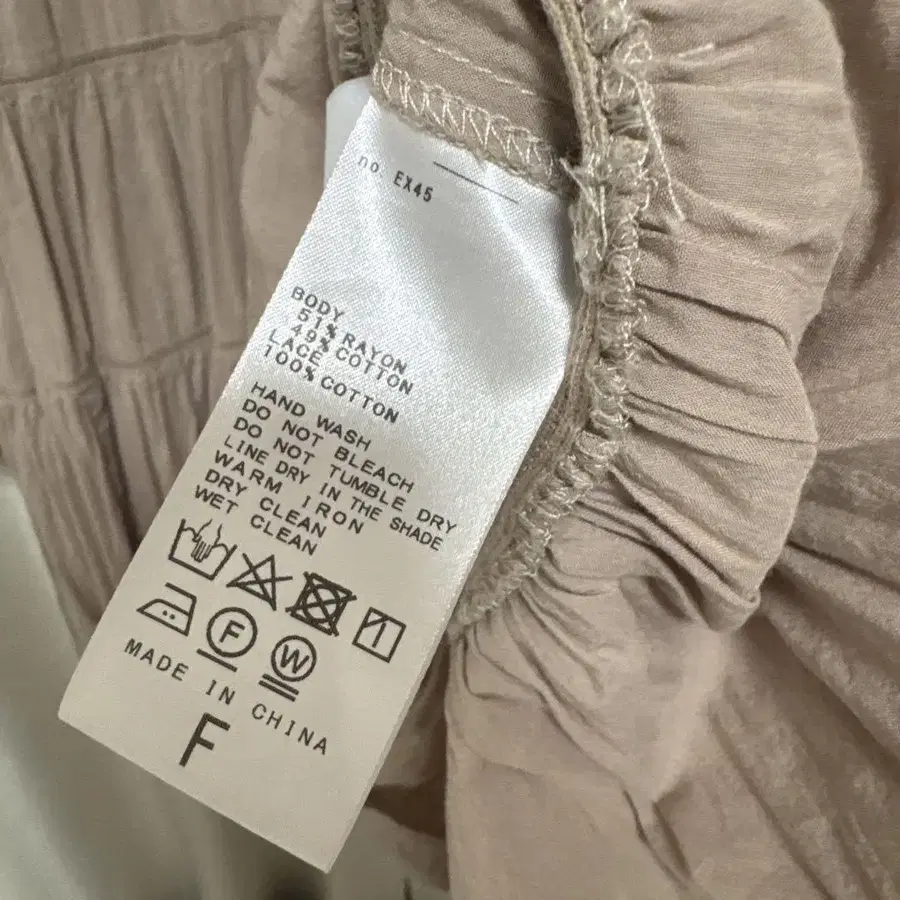 no. EX45
BODY
51% RAYON
49% COTTON
LACE
100% COTTON
HAND WASH
DO NOT BLEACH
DO NOT TUMBLE DRY
LINE DRY IN THE SHADE
WARM IRON
DRY CLEAN
WET CLEAN
F
W
MADE IN CHINA
F